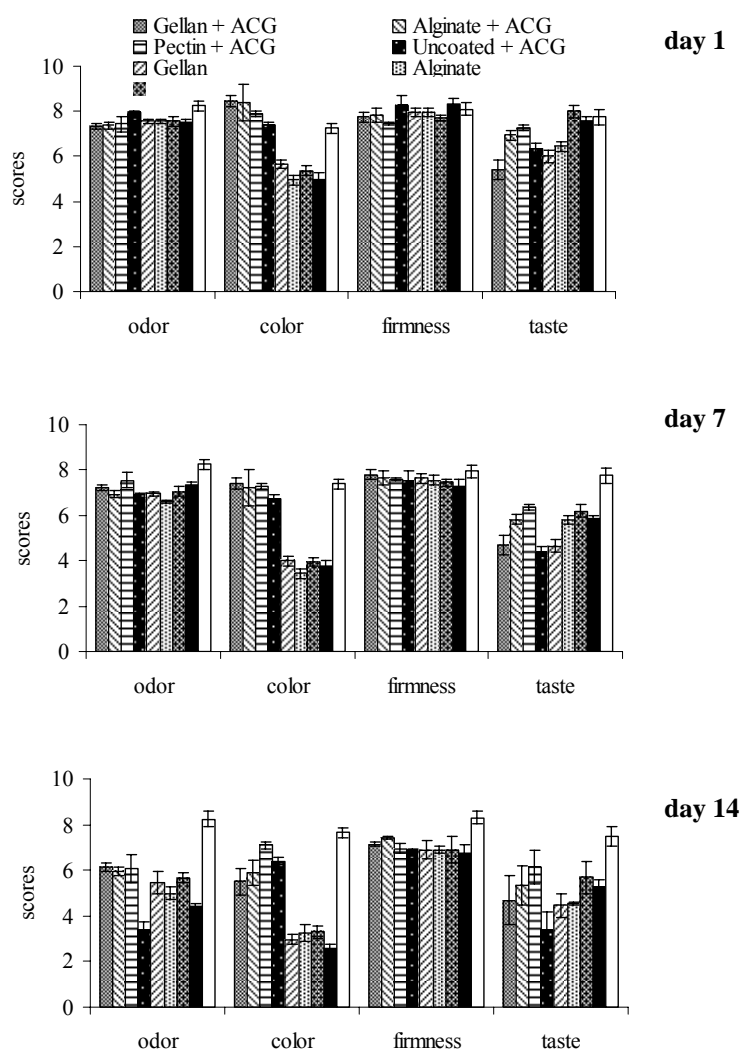 Gellan + ACG Alginate + ACG
Pectin + ACG Uncoated + ACG
Gellan Alginate
day 1
10
8
6
4
2
0
scores
odor color firmness taste
day 7
10
8
6
4
2
0
scores
odor color firmness taste
day 14
10
8
6
4
2
0
scores
odor color firmness taste